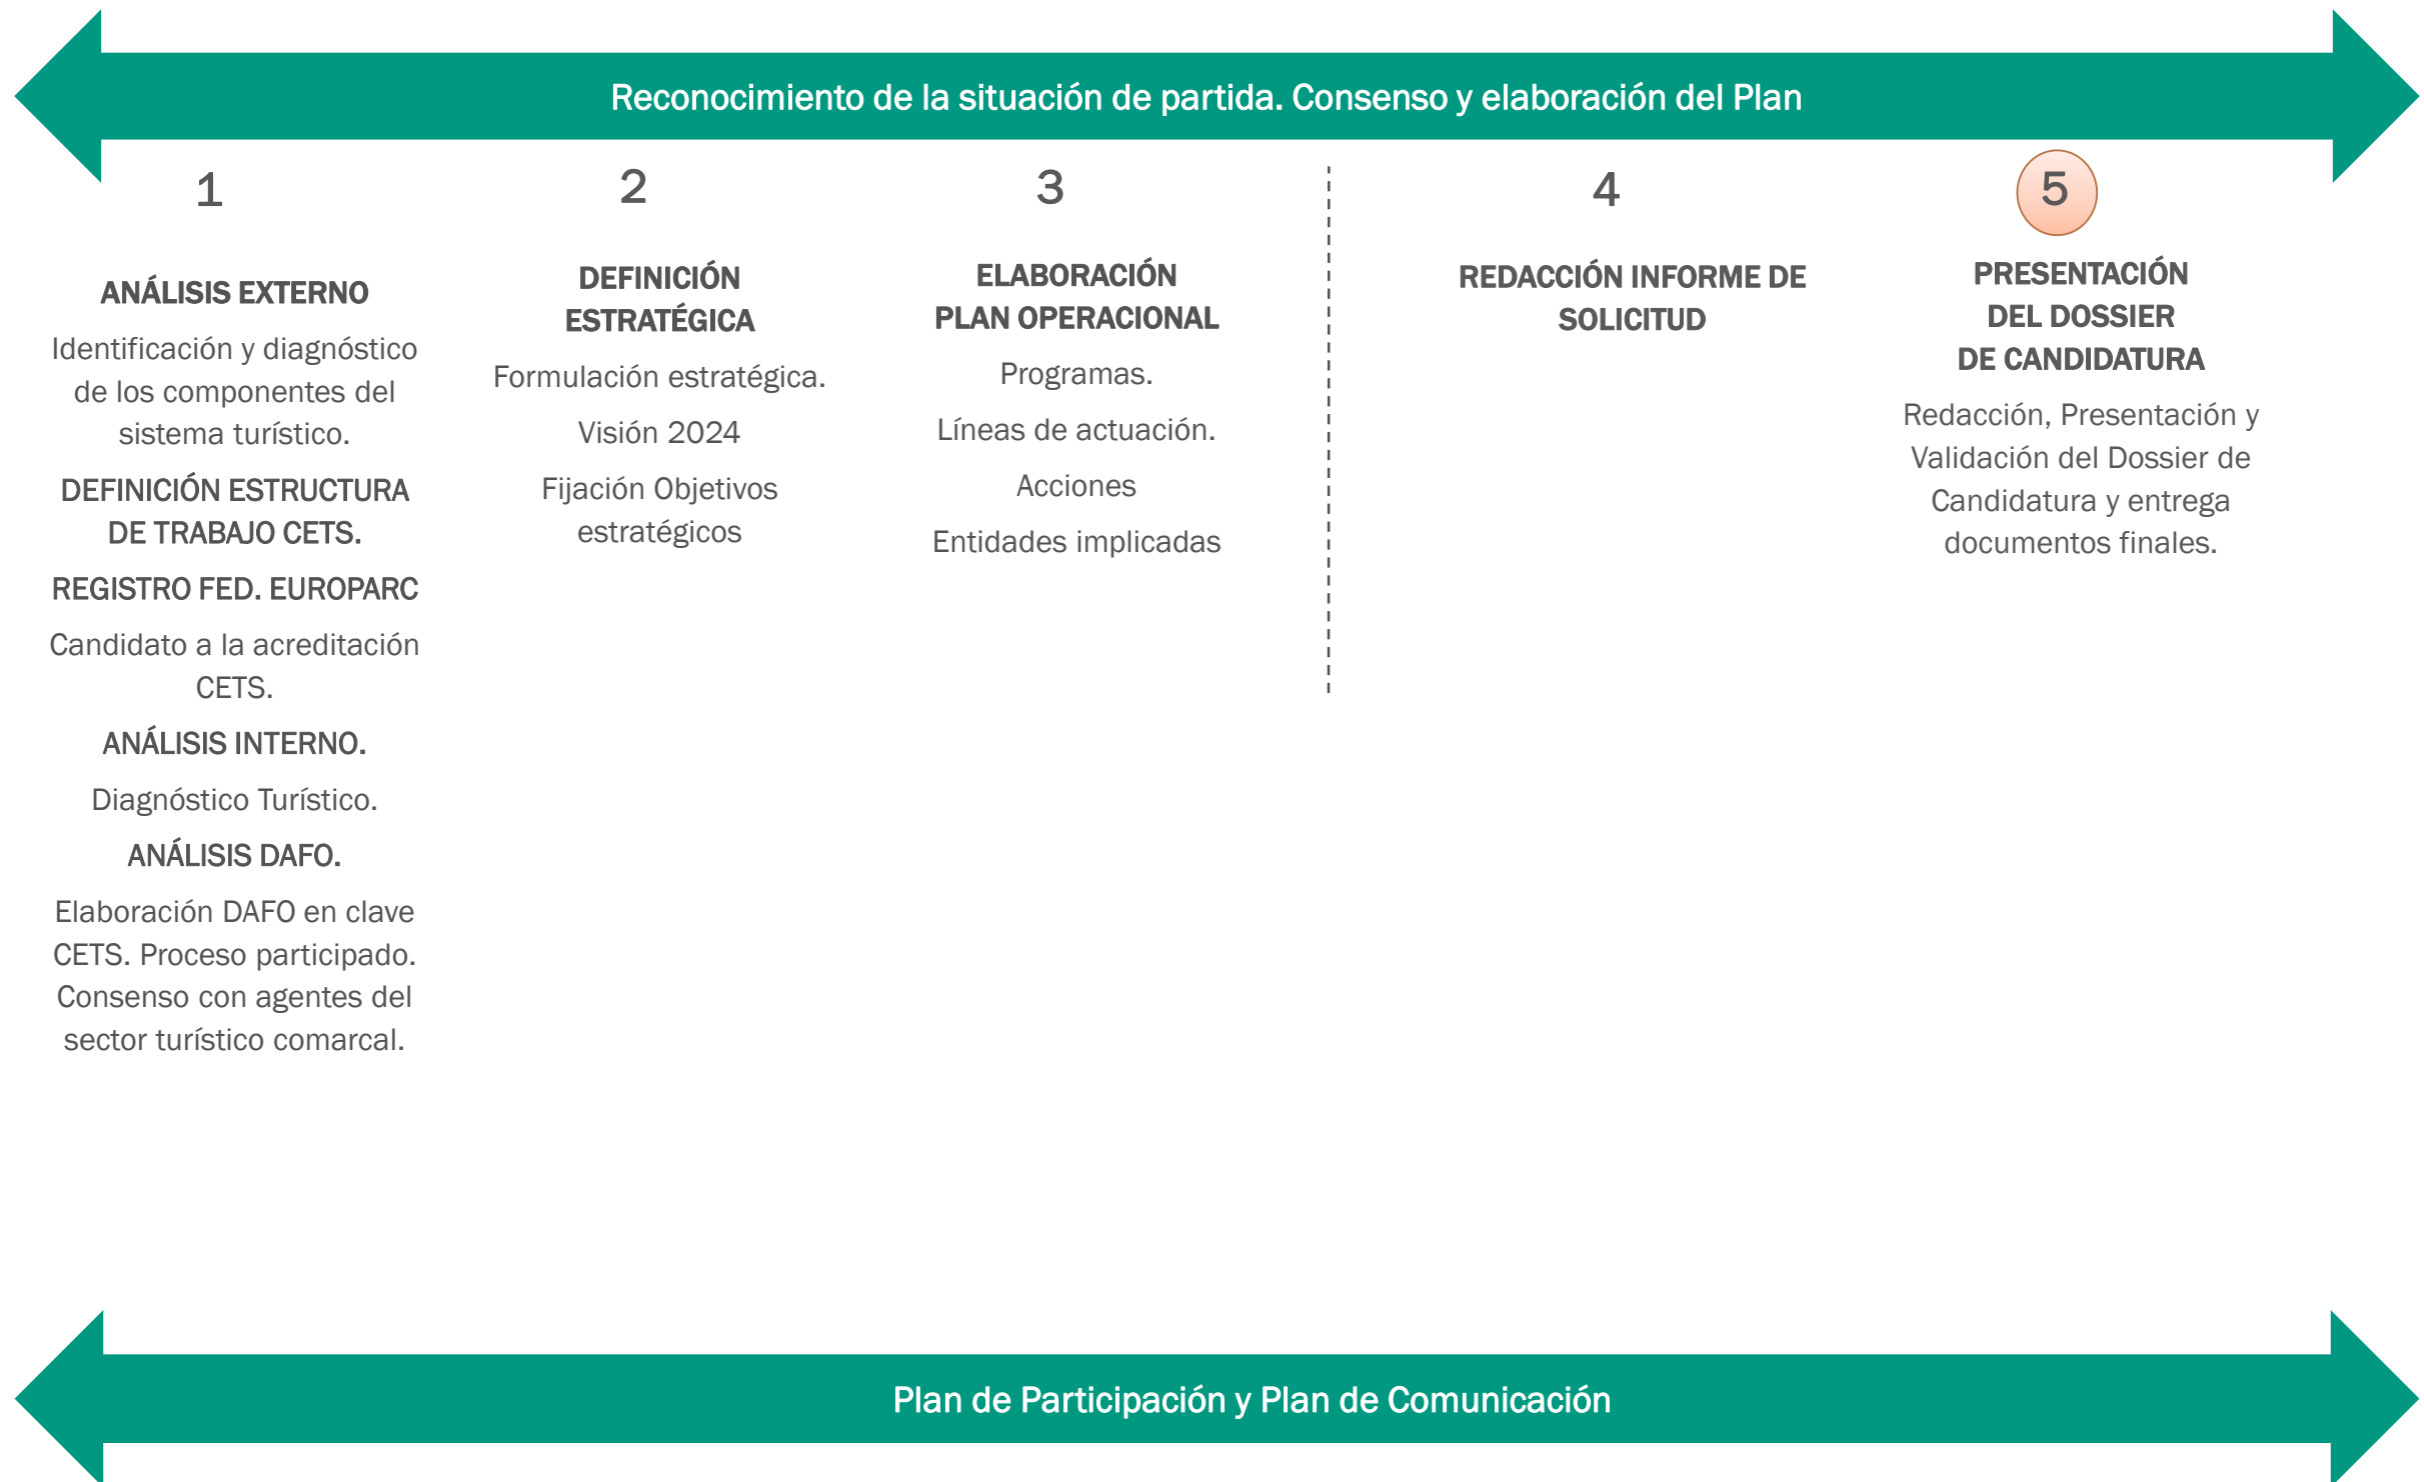 Reconocimiento de la situación de partida. Consenso y elaboración del Plan
1
ANÁLISIS EXTERNO
Identificación y diagnóstico
de los componentes del
sistema turístico.
DEFINICIÓN ESTRUCTURA
DE TRABAJO CETS.
REGISTRO FED. EUROPARC
Candidato a la acreditación
CETS.
ANÁLISIS INTERNO.
Diagnóstico Turístico.
ANÁLISIS DAFO.
Elaboración DAFO en clave
CETS. Proceso participado.
Consenso con agentes del
sector turístico comarcal.
2
DEFINICIÓN
ESTRATÉGICA
Formulación estratégica.
Visión 2024
Fijación Objetivos
estratégicos
3
ELABORACIÓN
PLAN OPERACIONAL
Programas.
Líneas de actuación.
Acciones
Entidades implicadas
4
REDACCIÓN INFORME DE
SOLICITUD
5
PRESENTACIÓN
DEL DOSSIER
DE CANDIDATURA
Redacción, Presentación y
Validación del Dossier de
Candidatura y entrega
documentos finales.
Plan de Participación y Plan de Comunicación